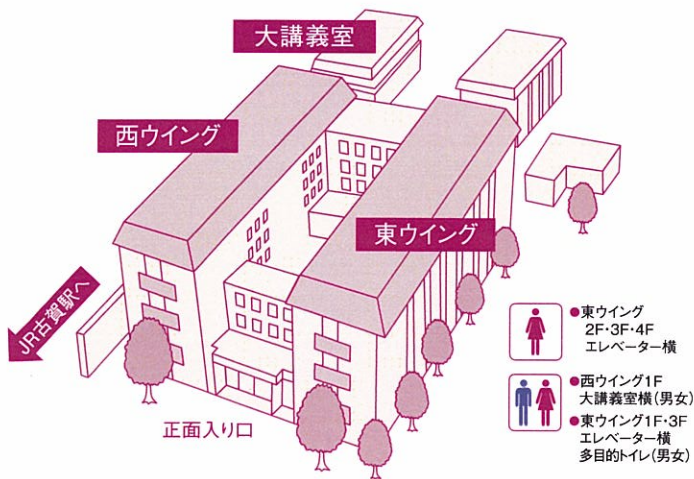 大講義室
西ウイング
東ウイング
JR古賀駅へ
正面入り口
●東ウイング
2F・3F・4F
エレベーター横
●西ウイング1F
大講義室横(男女)
●東ウイング1F・3F
エレベーター横
多目的トイレ(男女)